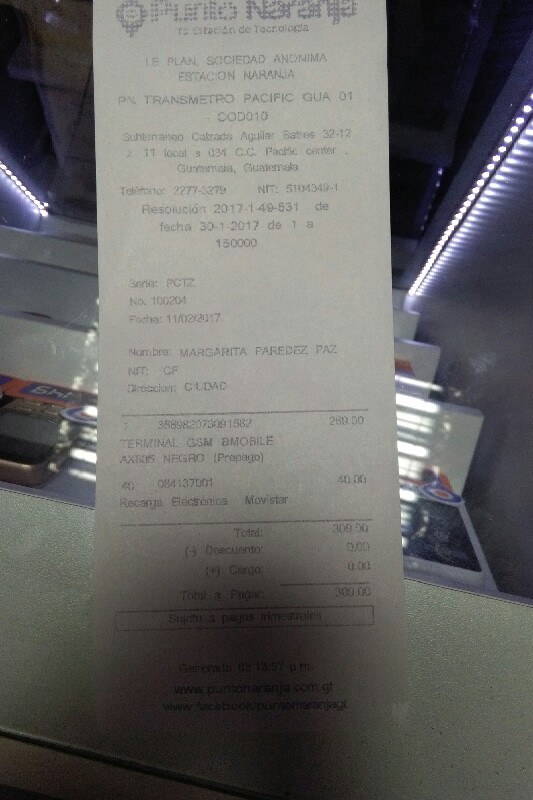 Punto Naranja
Tu Estación de Tecnología
I.E PLAN, SOCIEDAD ANONIMA
ESTACION NARANJA
PN TRANSMETRO PACIFIC GUA 01
- COD010
Subterraneo Calzada Aguilar Batres 32-12
z. 11 local s 034 C.C. Pacific center ,
Guatemala, Guatemala
Teléfono: 2277-3279 NIT: 5104349-1
Resolución 2017-1-49-531 de
fecha 30-1-2017 de 1 a
150000
Serie: PCTZ
No. 100204
Fecha: 11/02/2017
Nombre: MARGARITA PAREDEZ PAZ
NIT: CF
Direccion: CIUDAD
358982073091582 269.00
TERMINAL GSM BMOBILE
AX805 NEGRO (Prepago)
40 084137001 40.00
Recarga Electrónica Movistar
Total: 309.00
(-) Descuento: 0.00
(+) Cargo: 0.00
Total a Pagar: 309.00
Sujeto a pagos trimestrales
Generado 03:13:57 p.m.
www.puntonaranja.com.gt
www.facebook/puntonaranjagt